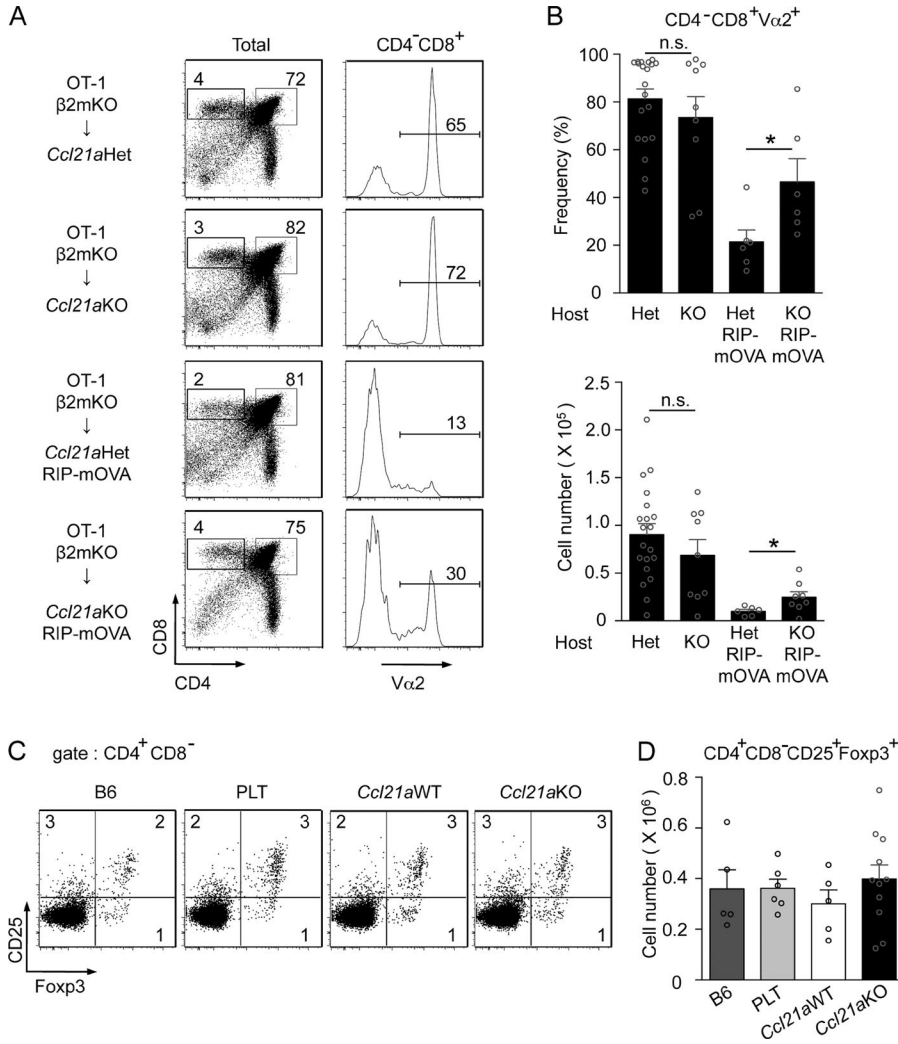 A
Total
CD4⁻CD8⁺
OT-1
β2mKO
↓
Ccl21aHet
4
72
65
OT-1
β2mKO
↓
Ccl21aKO
3
82
72
OT-1
β2mKO
↓
Ccl21aHet
RIP-mOVA
2
81
13
OT-1
β2mKO
↓
Ccl21aKO
RIP-mOVA
4
75
30
CD8
CD4
Vα2
B
CD4⁻CD8⁺Vα2⁺
n.s.
*
Frequency (%)
100
80
60
40
20
0
Host
Het
KO
Het
RIP-
mOVA
KO
RIP-
mOVA
n.s.
*
Cell number ( X 10⁵)
2.5
2.0
1.5
1.0
0.5
0
Host
Het
KO
Het
RIP-
mOVA
KO
RIP-
mOVA
C
gate : CD4⁺ CD8⁻
B6
PLT
Ccl21aWT
Ccl21aKO
3
2
1
2
3
1
2
3
1
3
3
1
CD25
Foxp3
D
CD4⁺CD8⁻CD25⁺Foxp3⁺
Cell number ( X 10⁶)
0.8
0.6
0.4
0.4
0
B6
PLT
Ccl21aWT
Ccl21aKO